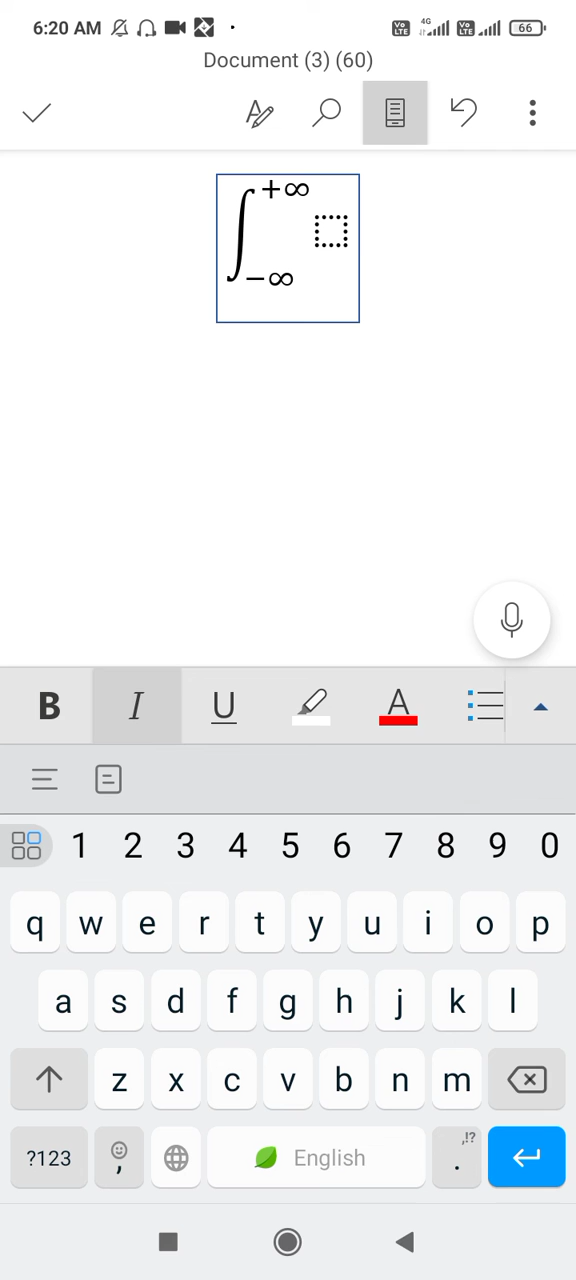 6:20 AM 4G 66
Document (3) (60)
∫
+∞
−∞
B I U A
1 2 3 4 5 6 7 8 9 0
q w e r t y u i o p
a s d f g h j k l
z x c v b n m
?123 , English . ,!?